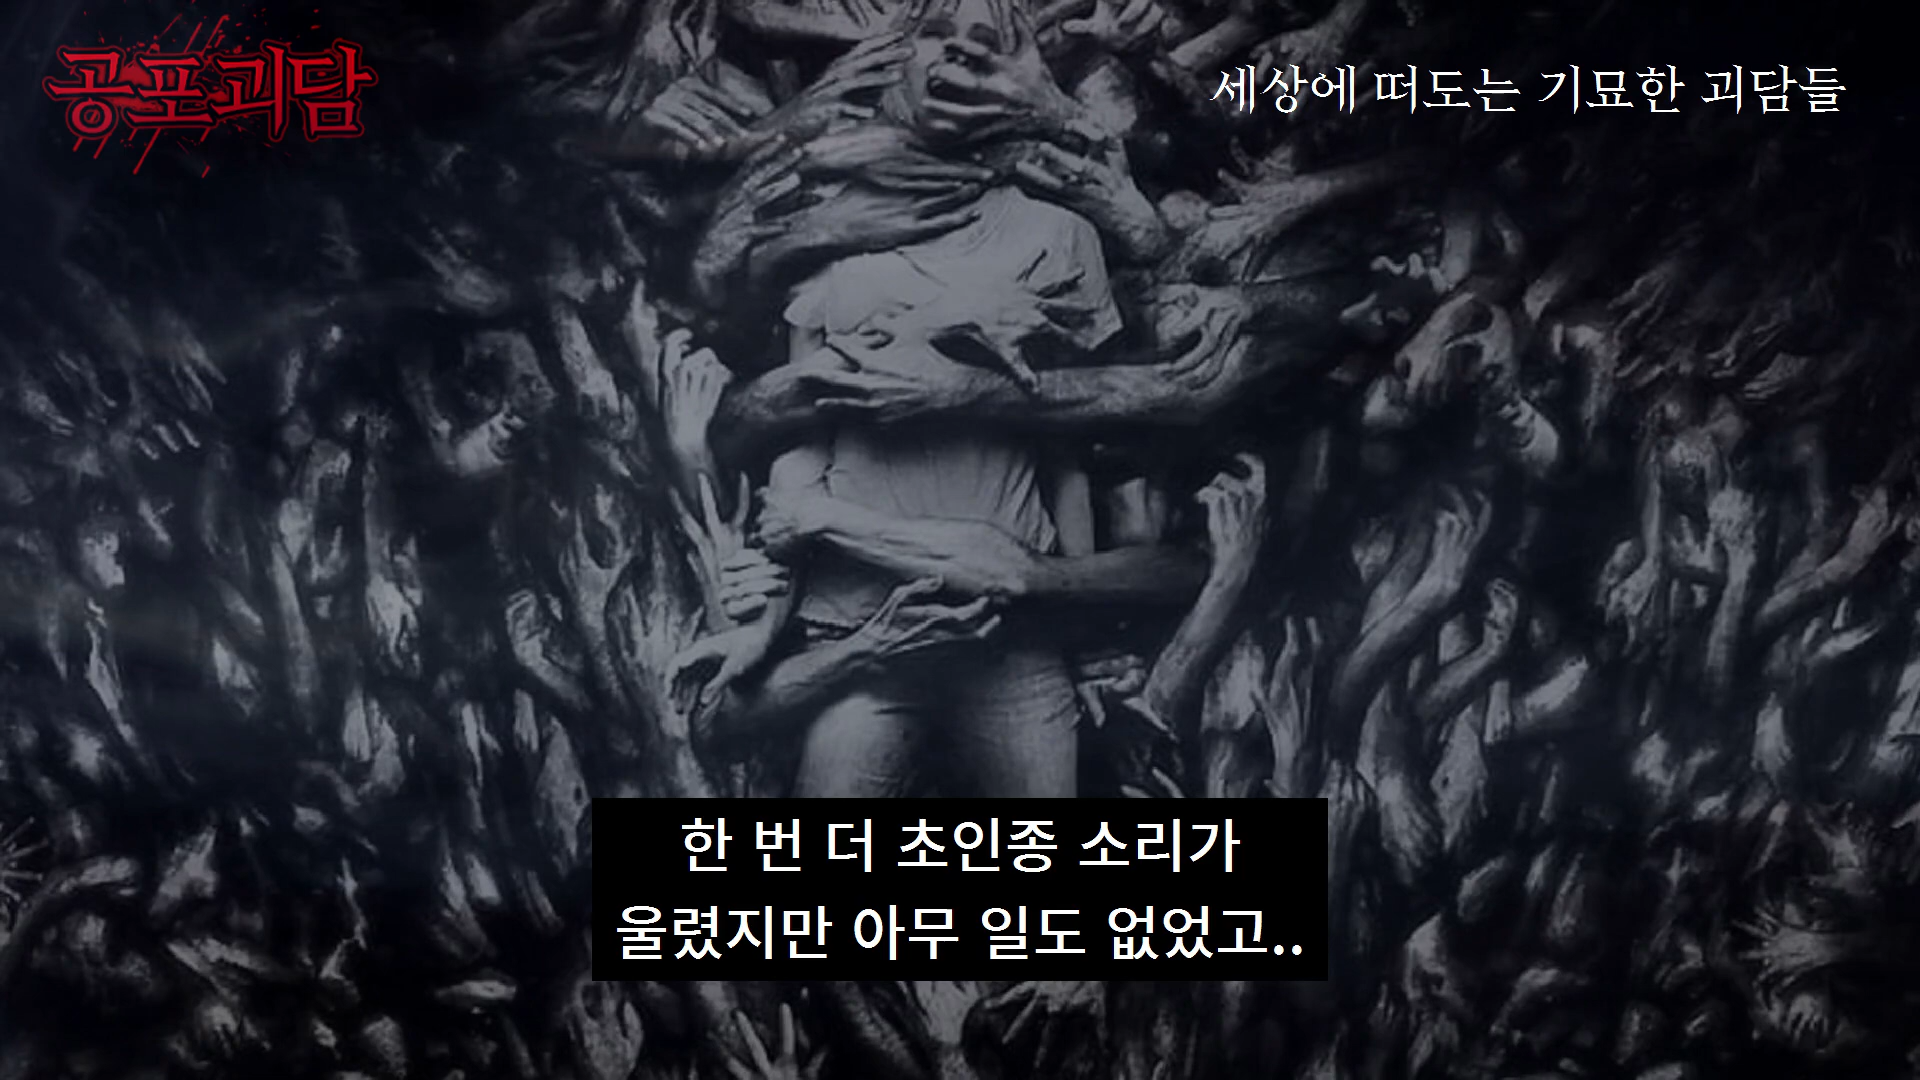 공포괴담
세상에 떠도는 기묘한 괴담들
한 번 더 초인종 소리가
울렸지만 아무 일도 없었고..